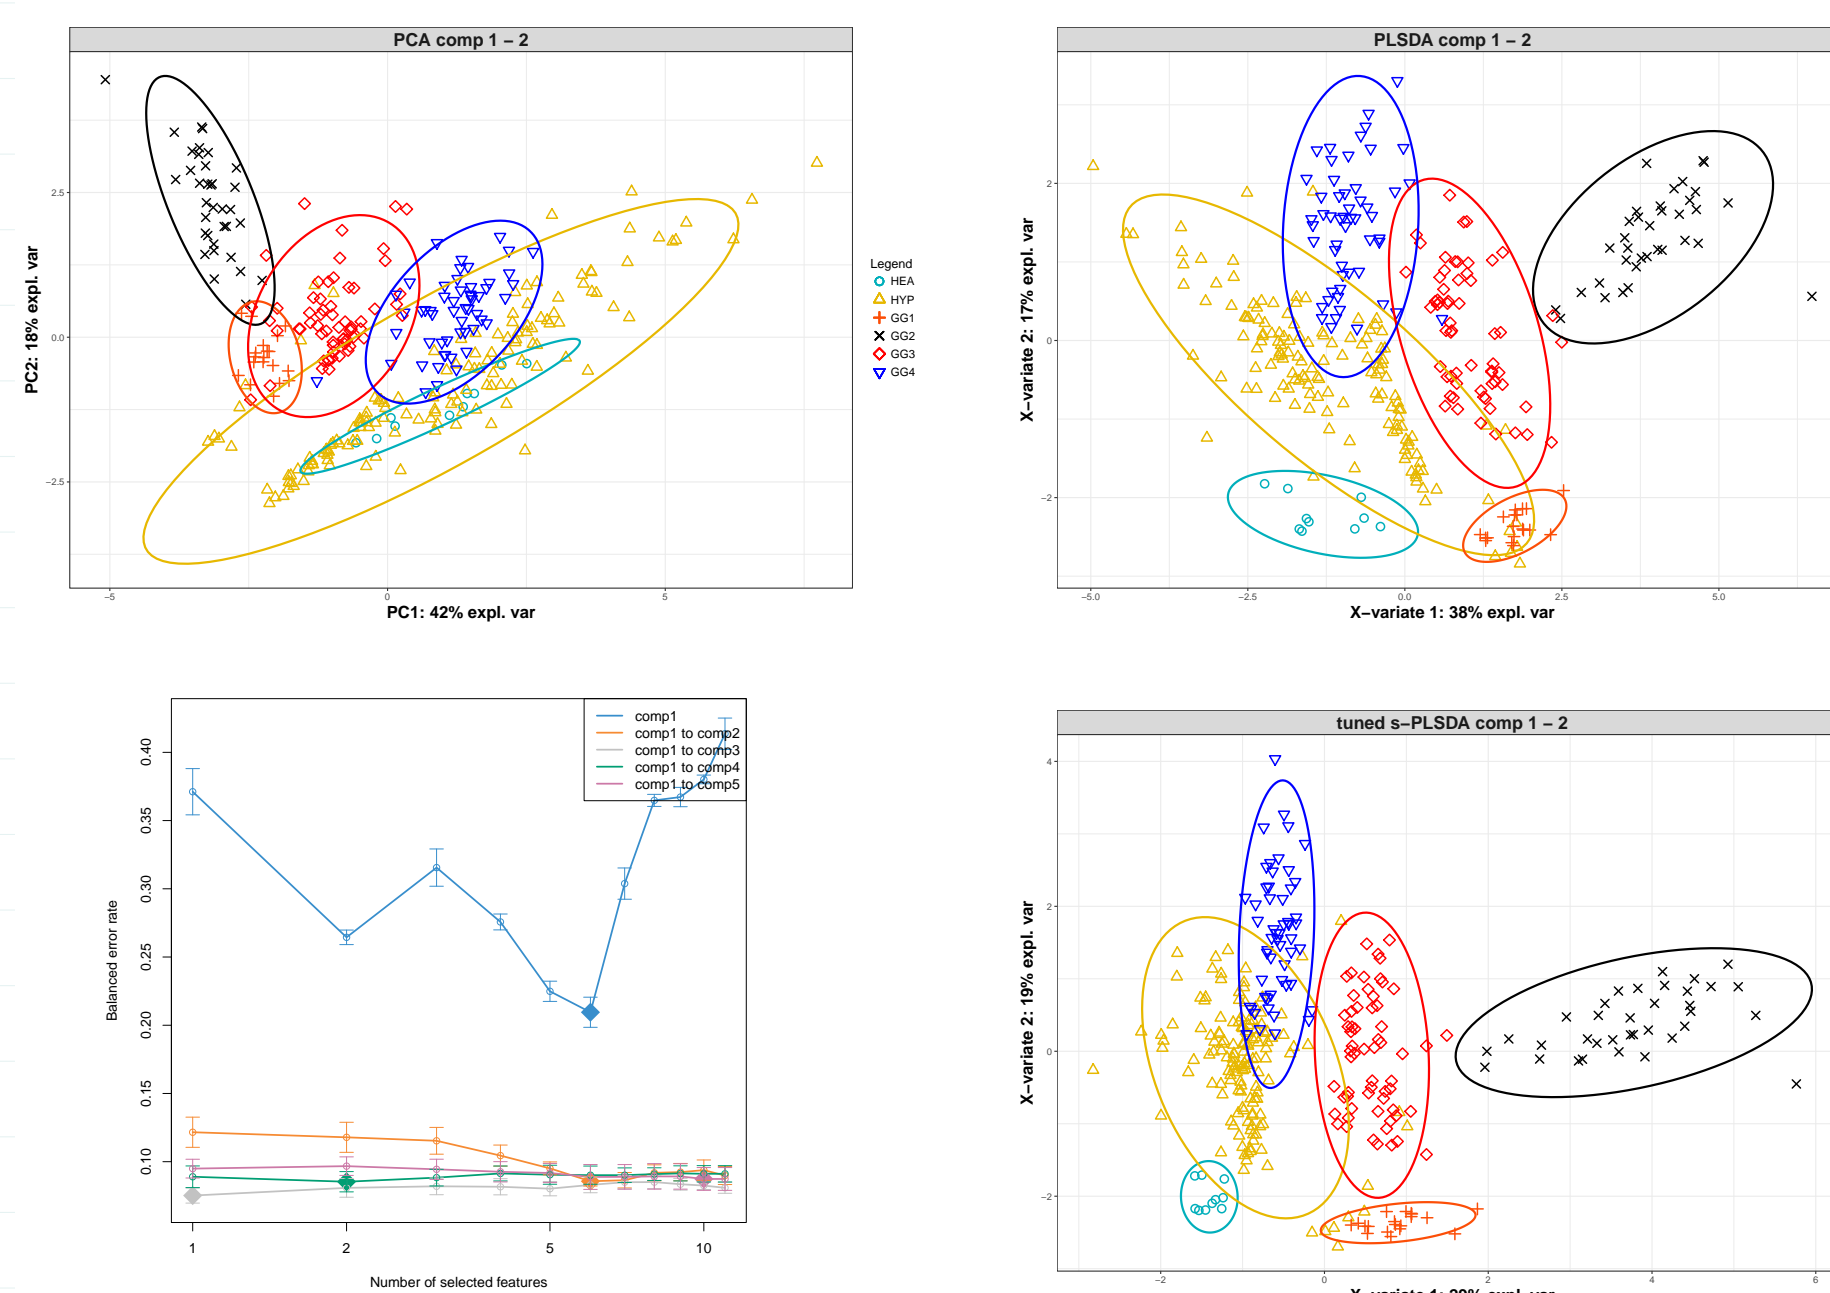 PCA comp 1 – 2
PC2: 18% expl. var
2.5
0.0
−2.5
−5
0
5
PC1: 42% expl. var
Legend
HEA
HYP
GG1
GG2
GG3
GG4
PLSDA comp 1 – 2
X−variate 2: 17% expl. var
2
0
−2
−5.0
−2.5
0.0
2.5
5.0
X−variate 1: 38% expl. var
comp1
comp1 to comp2
comp1 to comp3
comp1 to comp4
comp1 to comp5
Balanced error rate
0.40
0.35
0.30
0.25
0.20
0.15
0.10
1
2
5
10
Number of selected features
tuned s−PLSDA comp 1 – 2
X−variate 2: 19% expl. var
4
2
0
−2
−2
0
2
4
6